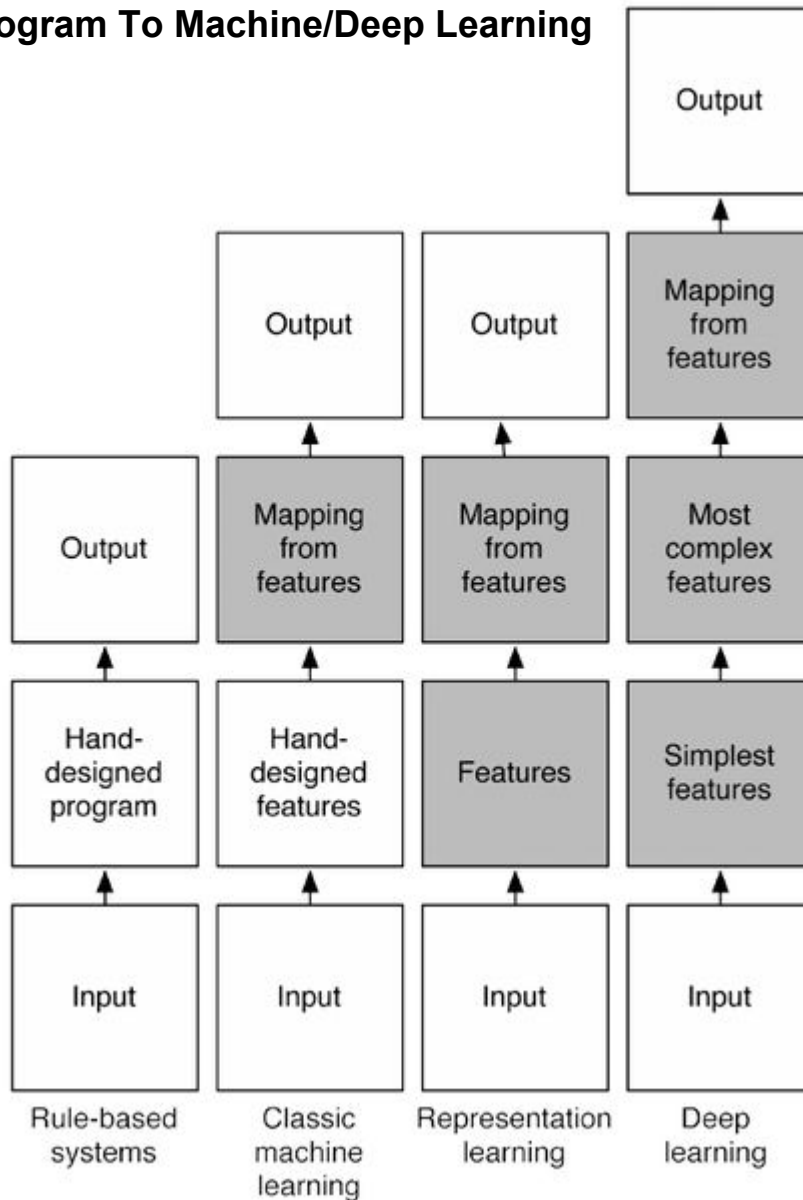 ogram To Machine/Deep Learning
Output
Output
Output
Mapping
from
features
Output
Mapping
from
features
Mapping
from
features
Most
complex
features
Hand-
designed
program
Hand-
designed
features
Features
Simplest
features
Input
Input
Input
Input
Rule-based
systems
Classic
machine
learning
Representation
learning
Deep
learning